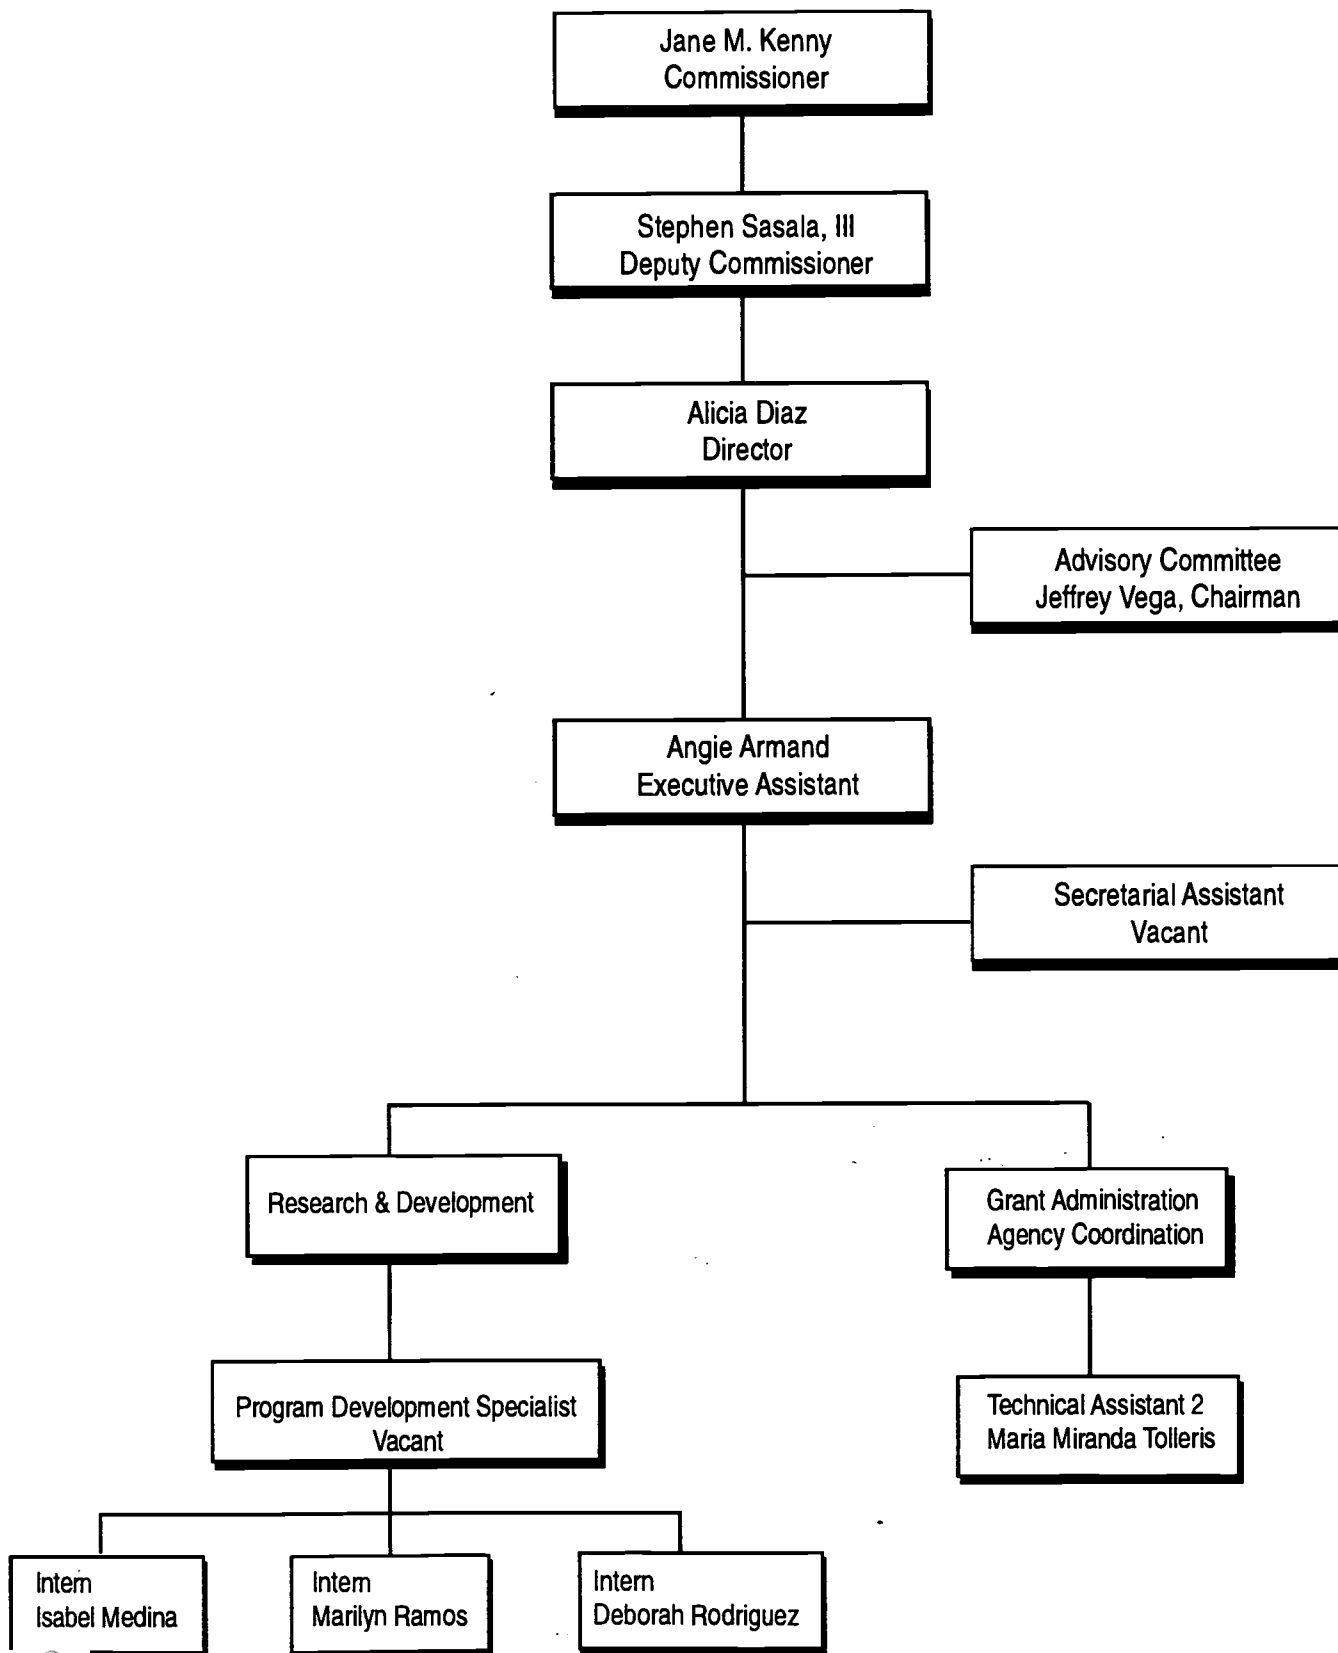 Jane M. Kenny
Commissioner
Stephen Sasala, III
Deputy Commissioner
Alicia Diaz
Director
Advisory Committee
Jeffrey Vega, Chairman
Angie Armand
Executive Assistant
Secretarial Assistant
Vacant
Research & Development
Grant Administration
Agency Coordination
Program Development Specialist
Vacant
Technical Assistant 2
Maria Miranda Tolleris
Intern
Isabel Medina
Intern
Marilyn Ramos
Intern
Deborah Rodriguez